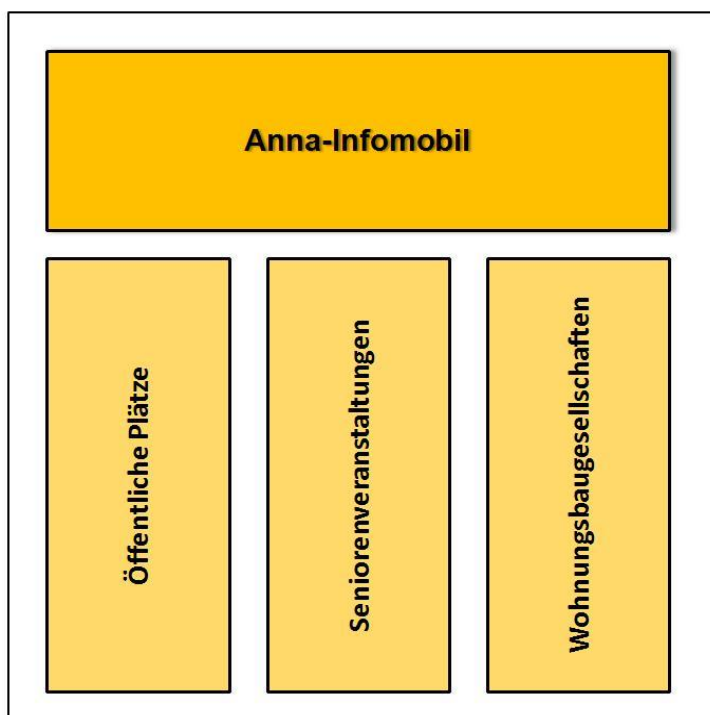 Anna-Infomobil
Öffentliche Plätze
Seniorenveranstaltungen
Wohnungsbaugesellschaften